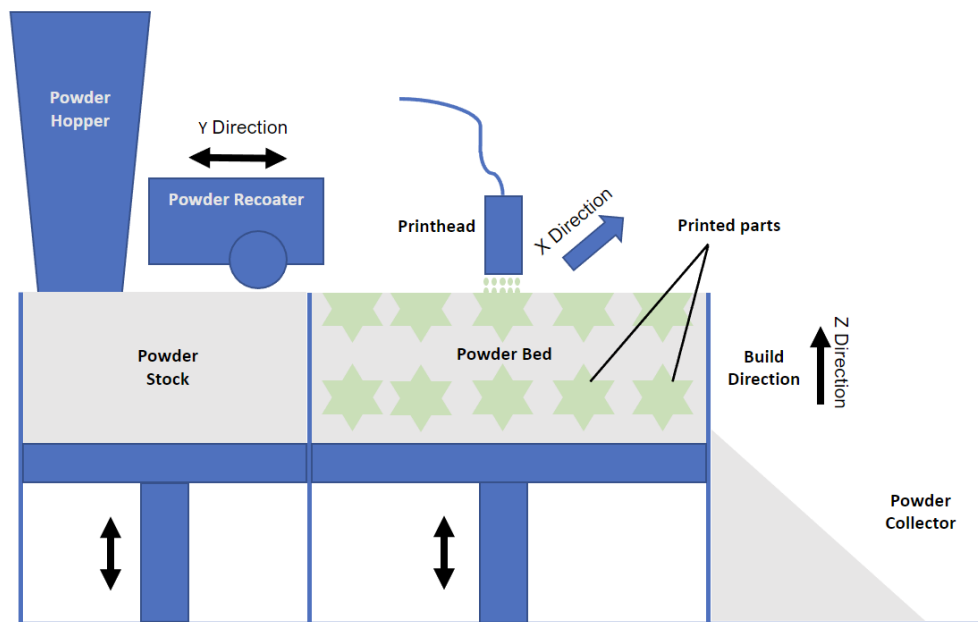 Powder
Hopper
Y Direction
Powder Recoater
Printhead
X Direction
Printed parts
Powder
Stock
Powder Bed
Build
Direction
Z Direction
Powder
Collector